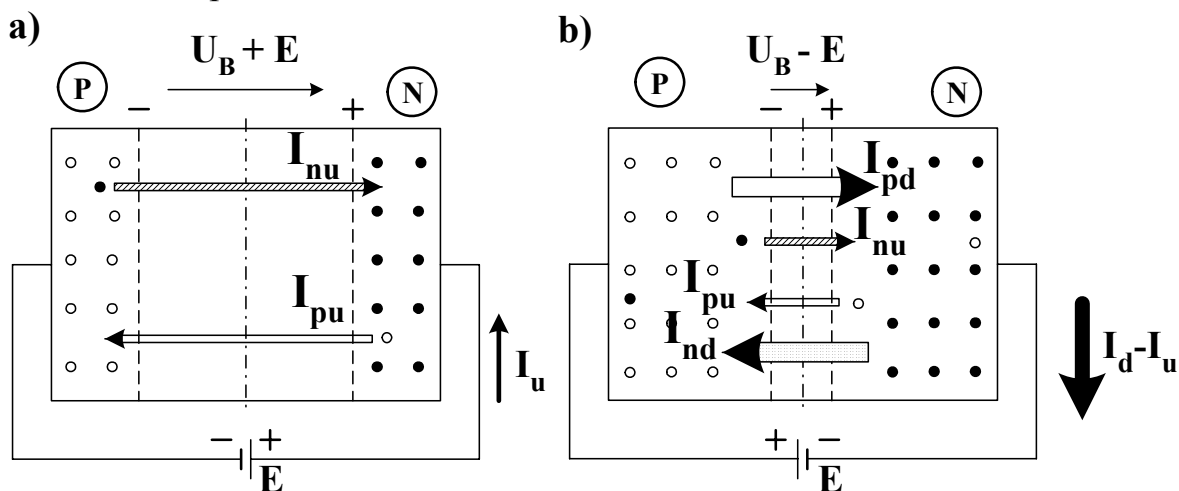 a)
U_B + E
P
N
− +
I_nu
I_pu
I_u
− +
E
b)
U_B - E
P
N
− +
I_pd
I_nu
I_pu
I_nd
I_d-I_u
+ −
E